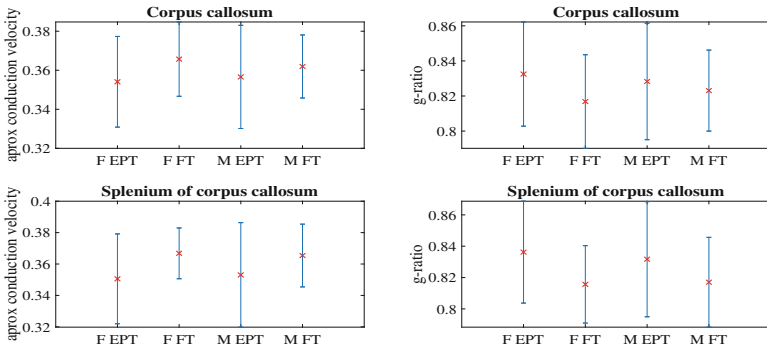 Corpus callosum
aprox conduction velocity
0.38
0.36
0.34
0.32
F EPT F FT M EPT M FT
Corpus callosum
g-ratio
0.86
0.84
0.82
0.8
F EPT F FT M EPT M FT
Splenium of corpus callosum
aprox conduction velocity
0.4
0.38
0.36
0.34
0.32
F EPT F FT M EPT M FT
Splenium of corpus callosum
g-ratio
0.86
0.84
0.82
0.8
F EPT F FT M EPT M FT